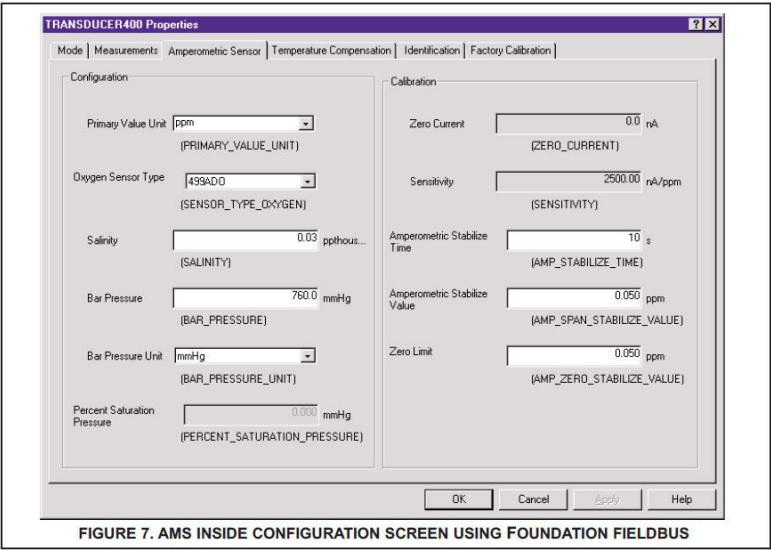 TRANSDUCER400 Properties
? X
Mode Measurements Amperometric Sensor Temperature Compensation Identification Factory Calibration
Configuration
Primary Value Unit ppm
(PRIMARY_VALUE_UNIT)
Oxygen Sensor Type 499ADO
(SENSOR_TYPE_OXYGEN)
Salinity 0.03 ppthous...
(SALINITY)
Bar Pressure 760.0 mmHg
(BAR_PRESSURE)
Bar Pressure Unit mmHg
(BAR_PRESSURE_UNIT)
Percent Saturation
Pressure 0.000 mmHg
(PERCENT_SATURATION_PRESSURE)
Calibration
Zero Current 0.0 nA
(ZERO_CURRENT)
Sensitivity 2500.00 nA/ppm
(SENSITIVITY)
Amperometric Stabilize
Time 10 s
(AMP_STABILIZE_TIME)
Amperometric Stabilize
Value 0.050 ppm
(AMP_SPAN_STABILIZE_VALUE)
Zero Limit 0.050 ppm
(AMP_ZERO_STABILIZE_VALUE)
OK Cancel Apply Help
FIGURE 7. AMS INSIDE CONFIGURATION SCREEN USING FOUNDATION FIELDBUS